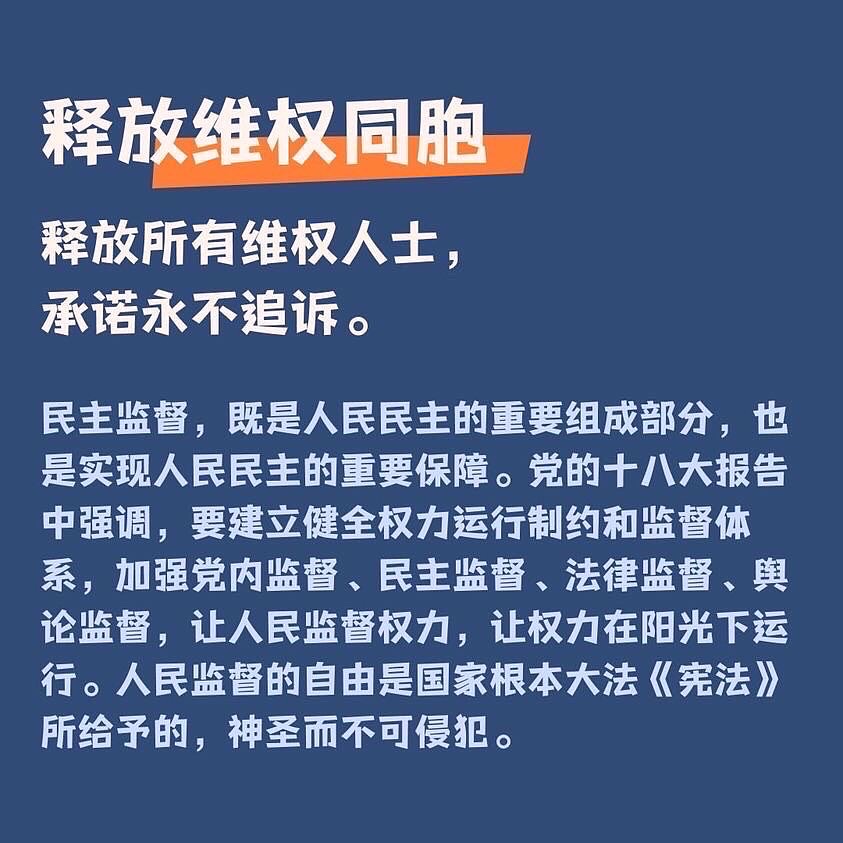 释放维权同胞
释放所有维权人士，
承诺永不追诉。
民主监督，既是人民民主的重要组成部分，也
是实现人民民主的重要保障。党的十八大报告
中强调，要建立健全权力运行制约和监督体
系，加强党内监督、民主监督、法律监督、舆
论监督，让人民监督权力，让权力在阳光下运
行。人民监督的自由是国家根本大法《宪法》
所给予的，神圣而不可侵犯。